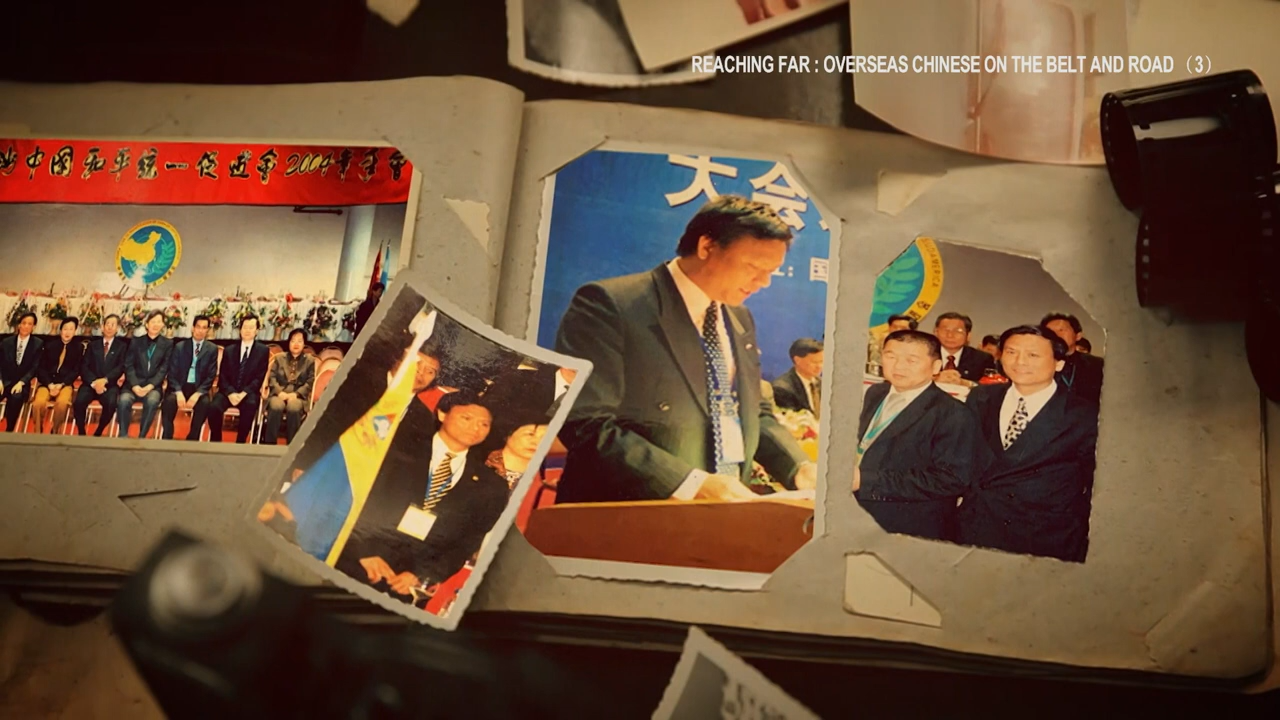 REACHING FAR : OVERSEAS CHINESE ON THE BELT AND ROAD （3）
中国和平统一促进会2004年
大会
国